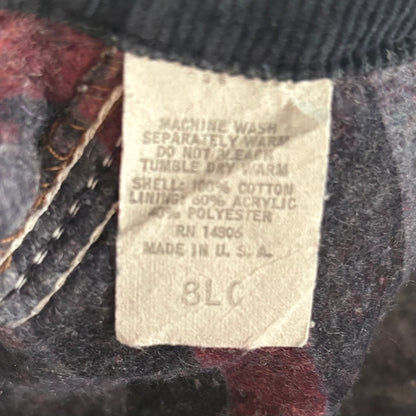 MACHINE WASH
SEPARATELY WARM
DO NOT BLEACH
TUMBLE DRY WARM
SHELL: 100% COTTON
LINING: 60% ACRYLIC
40% POLYESTER
RN 14806
MADE IN U.S.A.
8LC